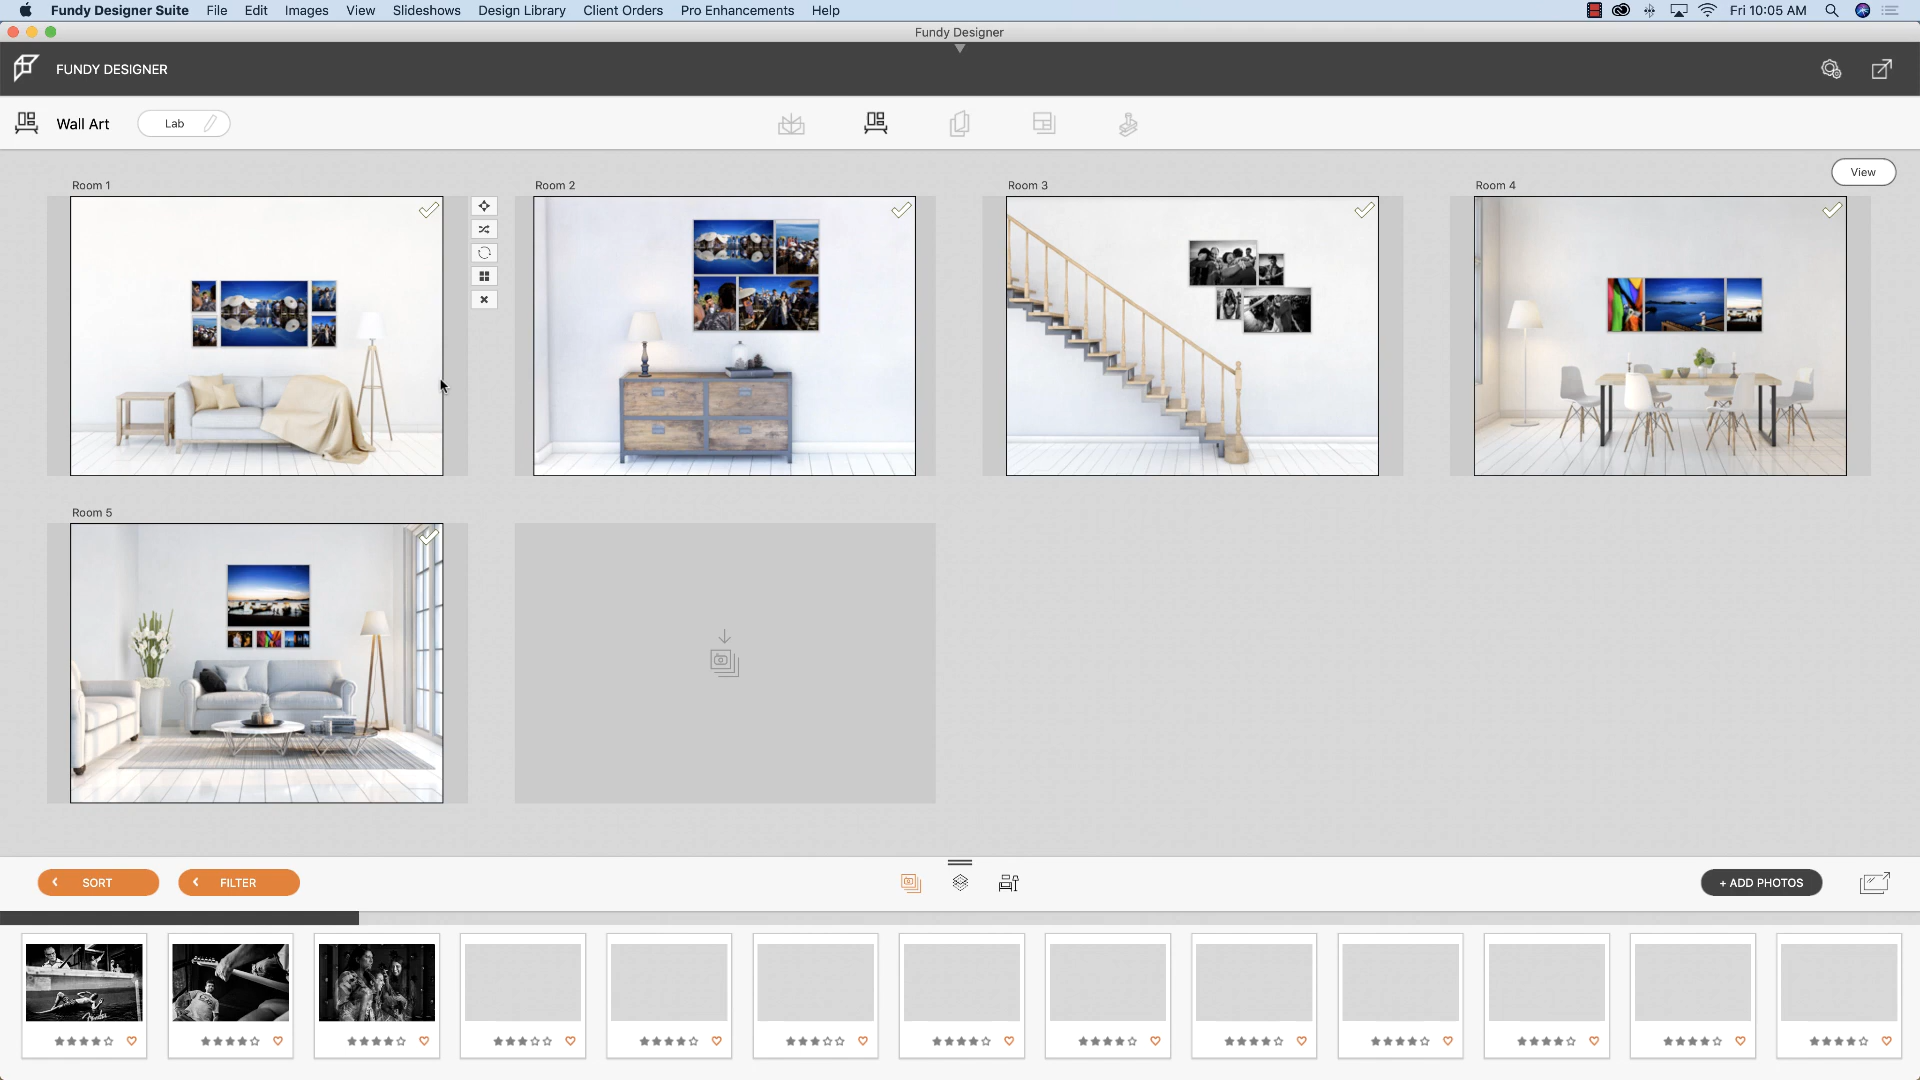 Fundy Designer Suite File Edit Images View Slideshows Design Library Client Orders Pro Enhancements Help Fri 10:05 AM
Fundy Designer
FUNDY DESIGNER
Wall Art Lab
View
Room 1 Room 2 Room 3 Room 4
Room 5
SORT FILTER + ADD PHOTOS